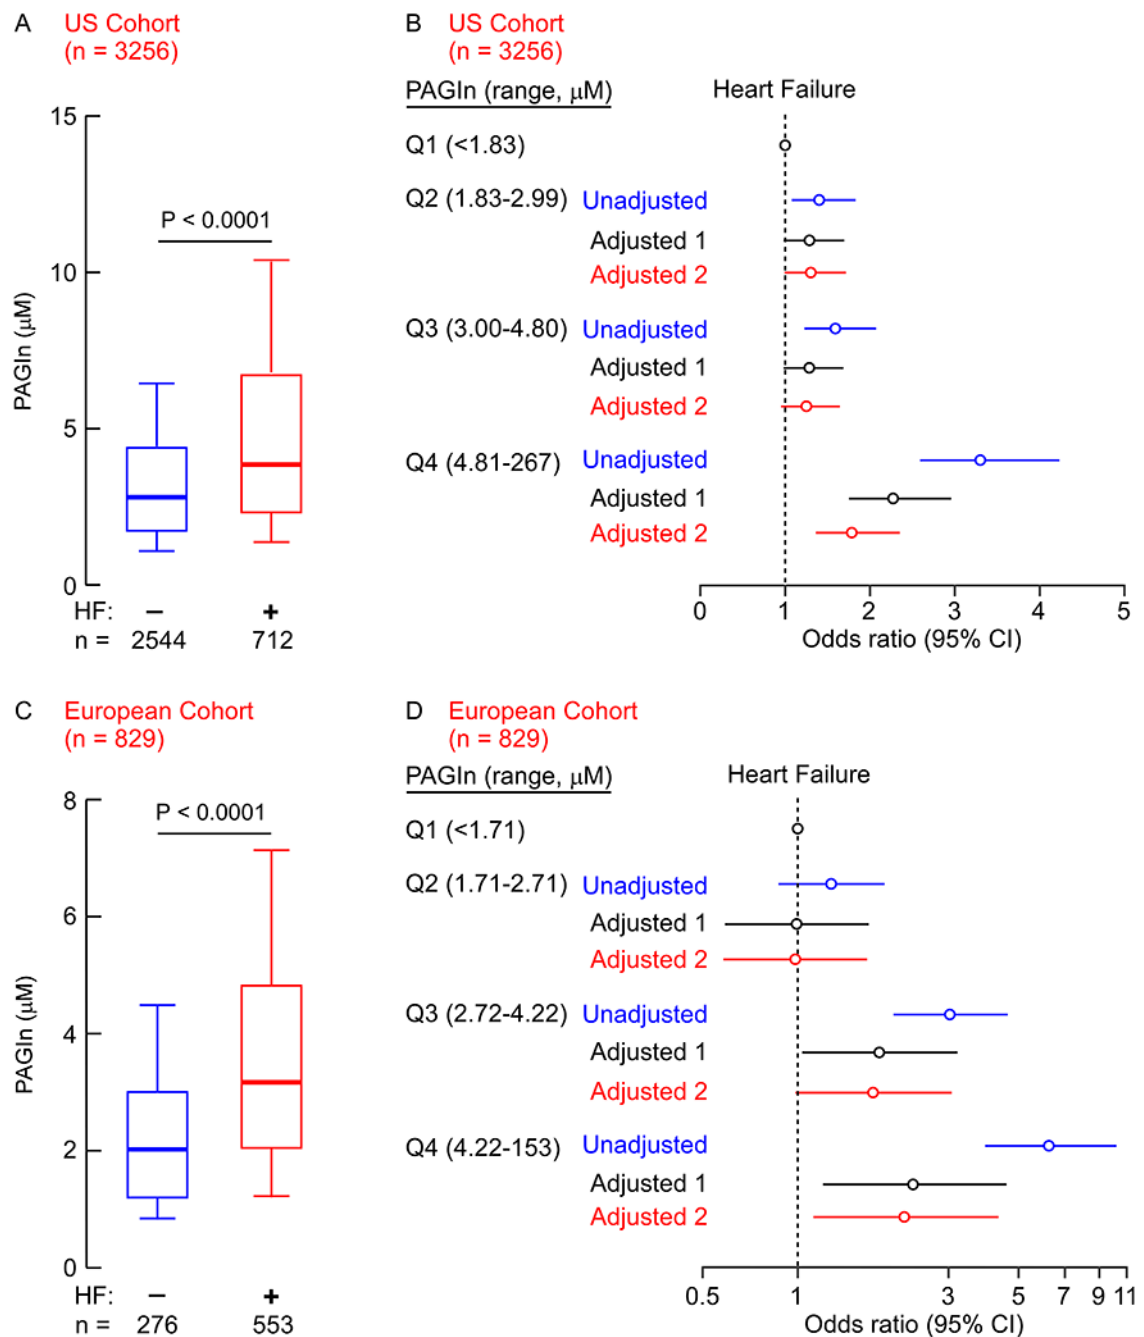 A US Cohort
(n = 3256)
PAGln (μM)
15
10
5
0
P < 0.0001
HF: − +
n = 2544 712
B US Cohort
(n = 3256)
PAGln (range, μM) Heart Failure
Q1 (<1.83)
Q2 (1.83-2.99) Unadjusted
Adjusted 1
Adjusted 2
Q3 (3.00-4.80) Unadjusted
Adjusted 1
Adjusted 2
Q4 (4.81-267) Unadjusted
Adjusted 1
Adjusted 2
0 1 2 3 4 5
Odds ratio (95% CI)
C European Cohort
(n = 829)
PAGln (μM)
8
6
4
2
0
P < 0.0001
HF: − +
n = 276 553
D European Cohort
(n = 829)
PAGln (range, μM) Heart Failure
Q1 (<1.71)
Q2 (1.71-2.71) Unadjusted
Adjusted 1
Adjusted 2
Q3 (2.72-4.22) Unadjusted
Adjusted 1
Adjusted 2
Q4 (4.22-153) Unadjusted
Adjusted 1
Adjusted 2
0.5 1 3 5 7 9 11
Odds ratio (95% CI)